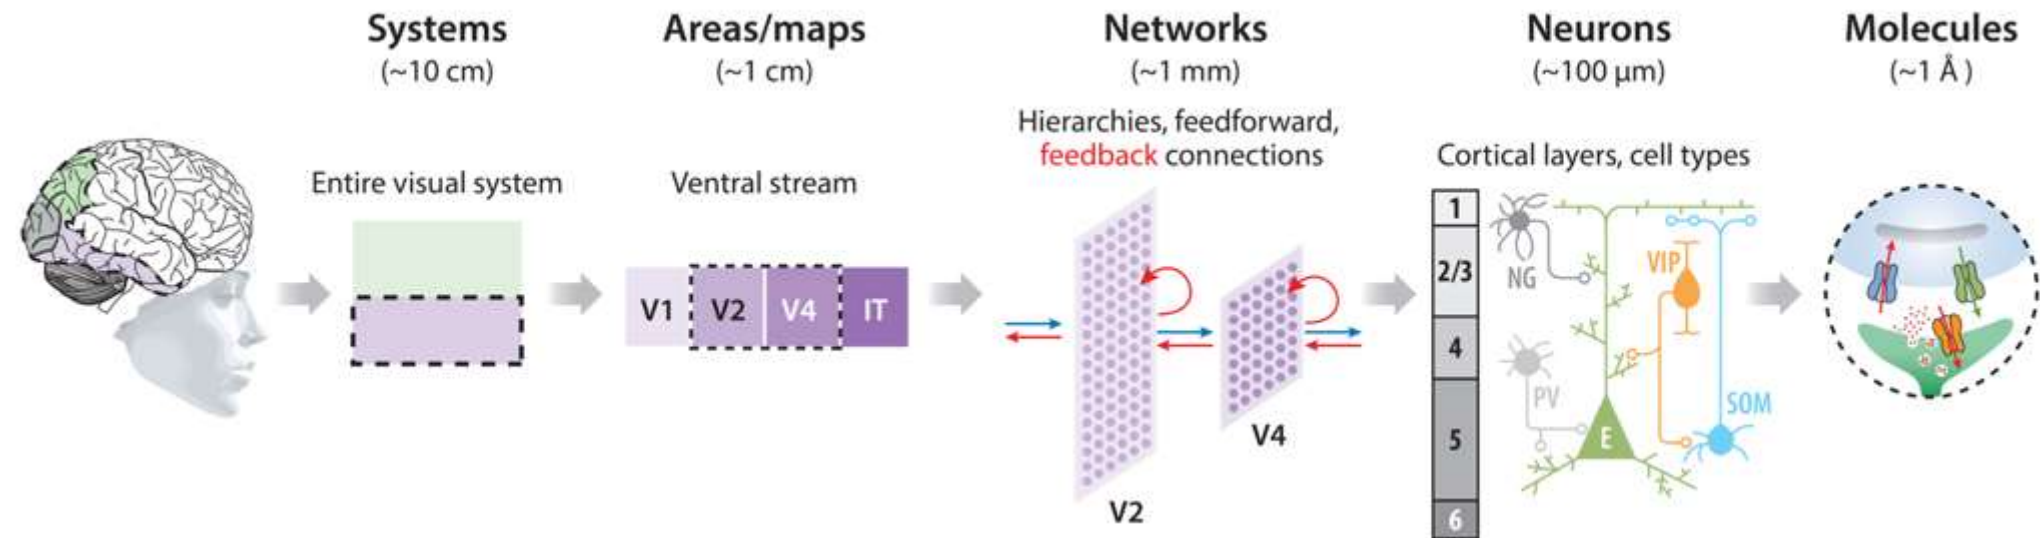 Systems
(~10 cm)
Entire visual system
Areas/maps
(~1 cm)
Ventral stream
V1
V2
V4
IT
Networks
(~1 mm)
Hierarchies, feedforward,
feedback connections
V2
V4
Neurons
(~100 μm)
Cortical layers, cell types
1
2/3
4
5
6
NG
VIP
PV
E
SOM
Molecules
(~1 Å )